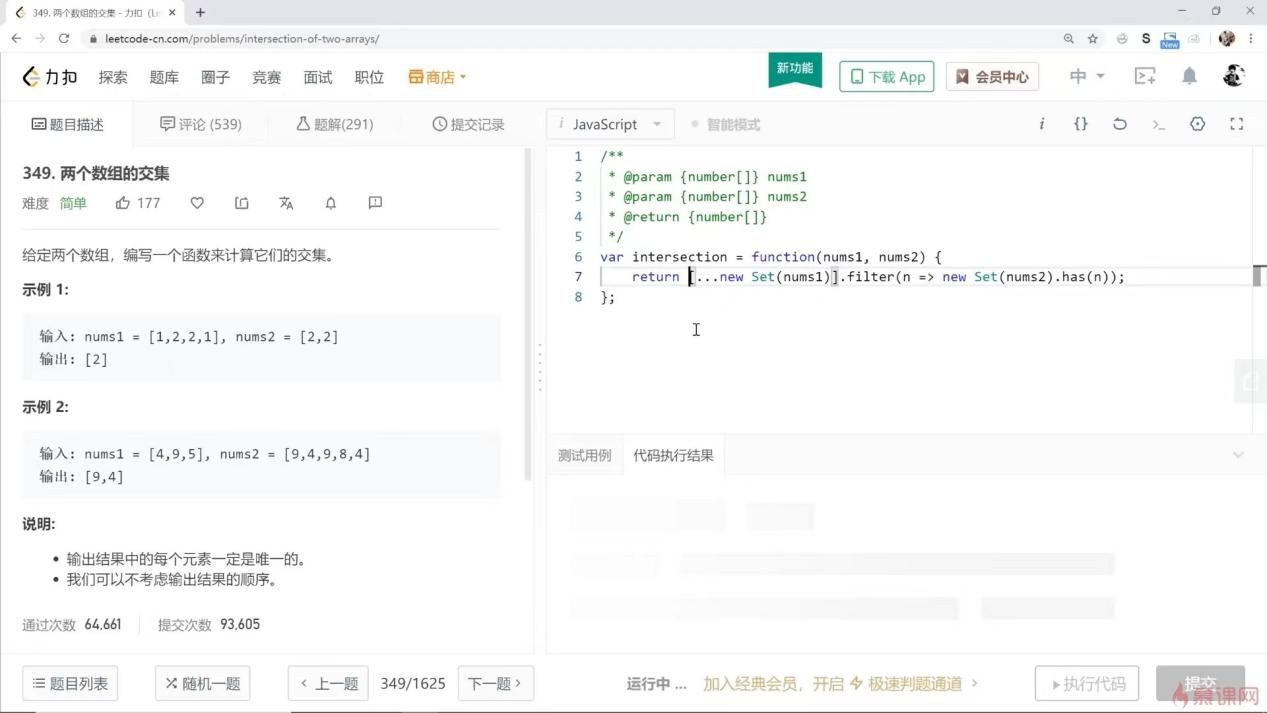 349. 两个数组的交集 - 力扣 (Le
leetcode-cn.com/problems/intersection-of-two-arrays/
S
New
力扣 探索 题库 圈子 竞赛 面试 职位 商店
新功能 下载 App 会员中心 中
题目描述 评论 (539) 题解(291) 提交记录
i JavaScript 智能模式 i {} >_
349. 两个数组的交集
难度 简单 177
给定两个数组，编写一个函数来计算它们的交集。
示例 1:
输入: nums1 = [1,2,2,1], nums2 = [2,2]
输出: [2]
示例 2:
输入: nums1 = [4,9,5], nums2 = [9,4,9,8,4]
输出: [9,4]
说明:
• 输出结果中的每个元素一定是唯一的。
• 我们可以不考虑输出结果的顺序。
通过次数 64,661 提交次数 93,605
1 /**
2 * @param {number[]} nums1
3 * @param {number[]} nums2
4 * @return {number[]}
5 */
6 var intersection = function(nums1, nums2) {
7 return [...new Set(nums1)].filter(n => new Set(nums2).has(n));
8 };
测试用例 代码执行结果
题目列表 随机一题 < 上一题 349/1625 下一题 >
运行中 ... 加入经典会员，开启 极速判题通道 > 执行代码 提交
慕课网